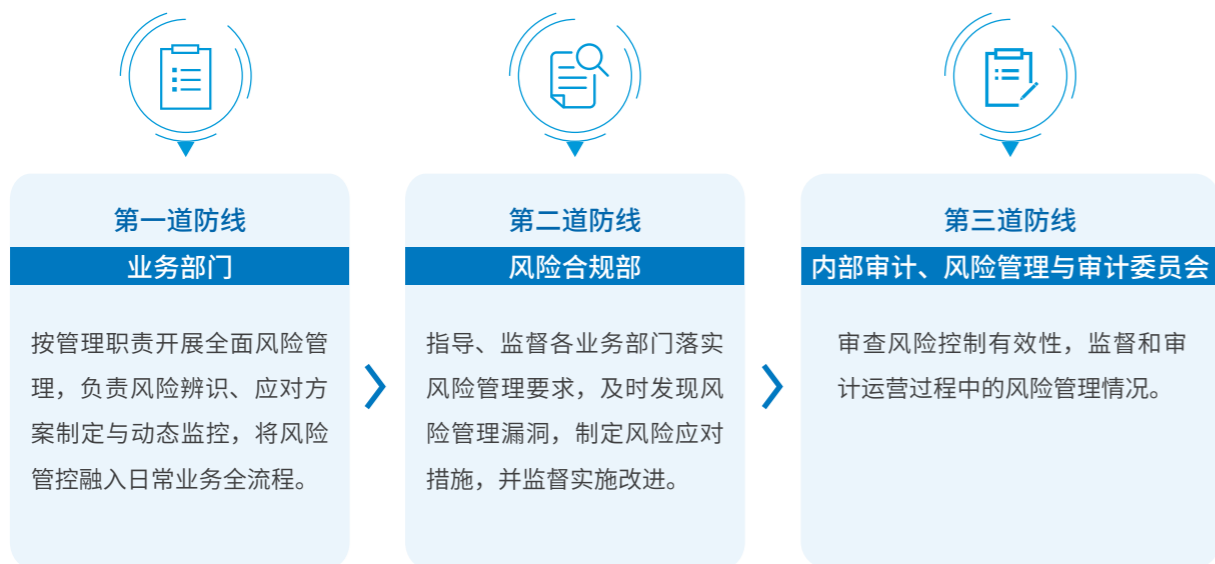 第一道防线
业务部门
按管理职责开展全面风险管
理，负责风险辨识、应对方
案制定与动态监控，将风险
管控融入日常业务全流程。
第二道防线
风险合规部
指导、监督各业务部门落实
风险管理要求，及时发现风
险管理漏洞，制定风险应对
措施，并监督实施改进。
第三道防线
内部审计、风险管理与审计委员会
审查风险控制有效性，监督和审
计运营过程中的风险管理情况。